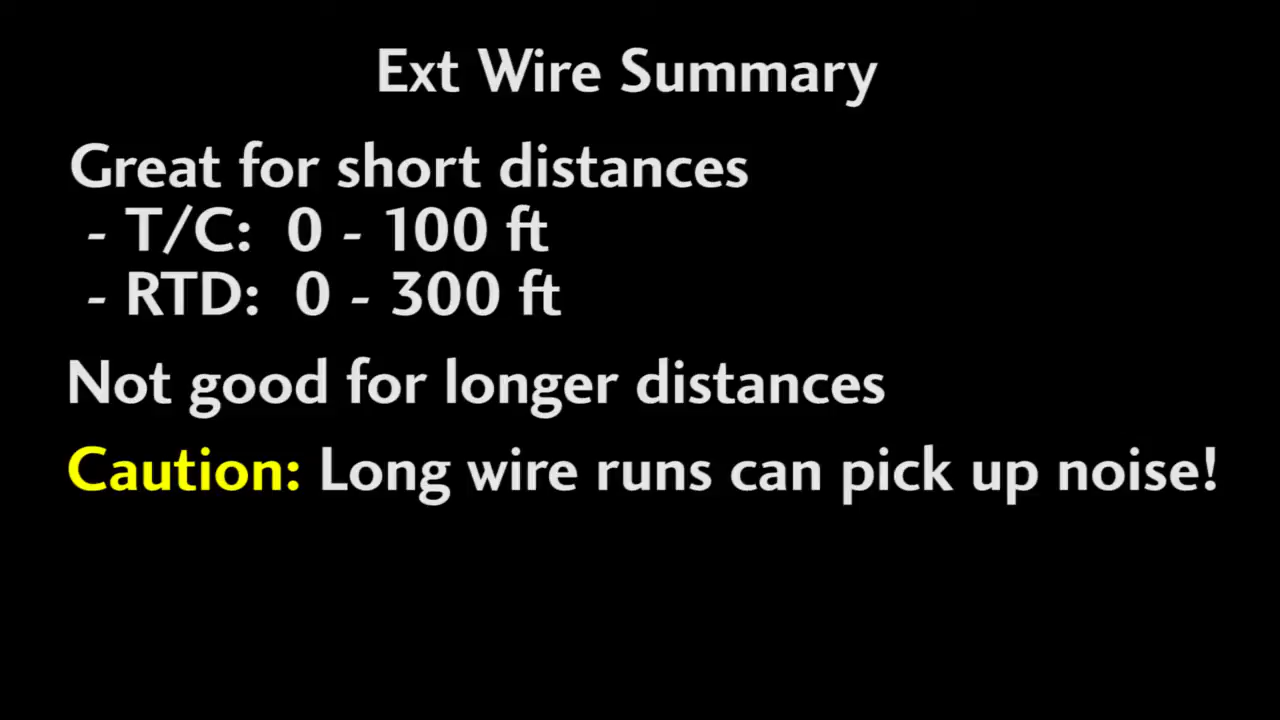 Ext Wire Summary
Great for short distances
- T/C: 0 - 100 ft
- RTD: 0 - 300 ft
Not good for longer distances
Caution: Long wire runs can pick up noise!